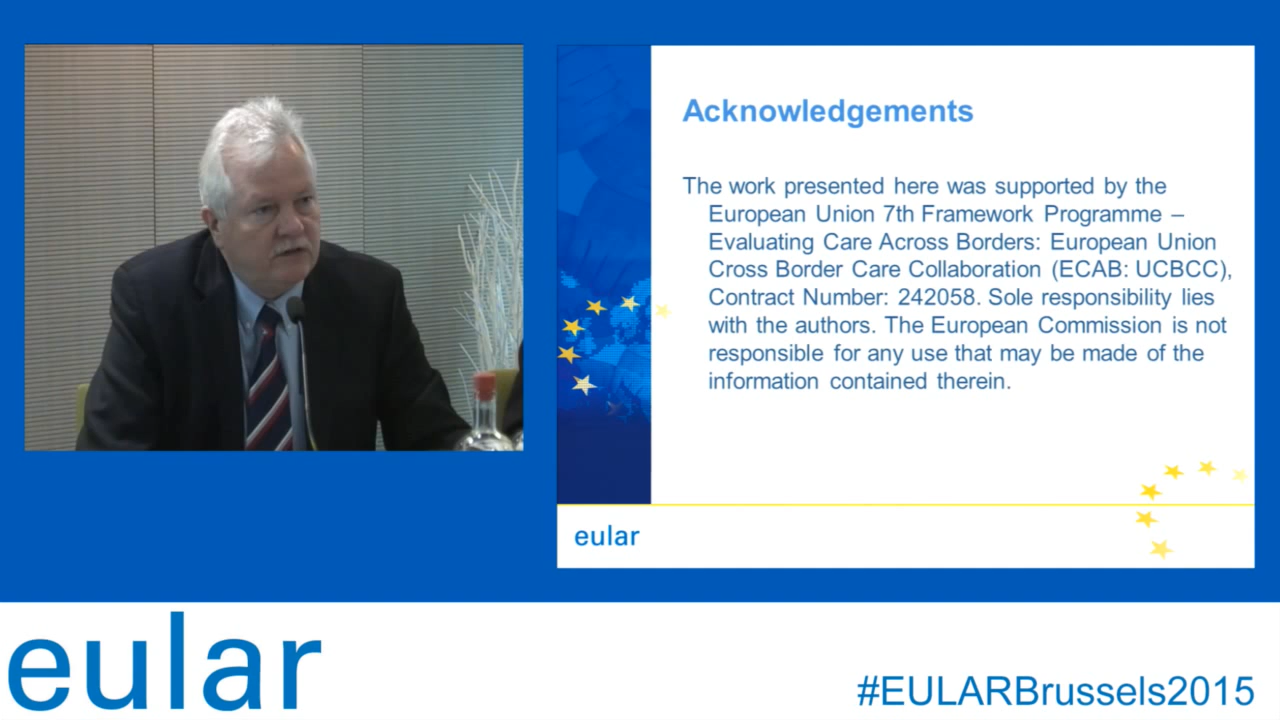 Acknowledgements
The work presented here was supported by the
European Union 7th Framework Programme –
Evaluating Care Across Borders: European Union
Cross Border Care Collaboration (ECAB: UCBCC),
Contract Number: 242058. Sole responsibility lies
with the authors. The European Commission is not
responsible for any use that may be made of the
information contained therein.
eular
eular
#EULARBrussels2015